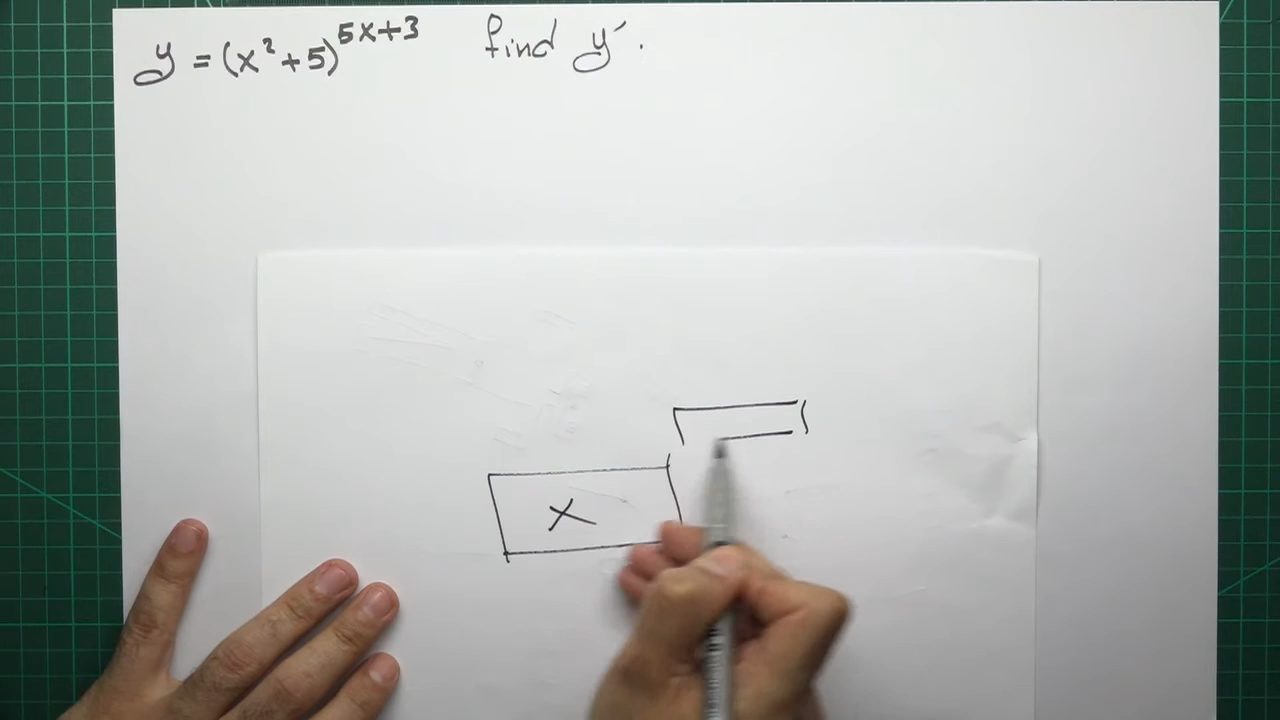 y = (x²+5)^{5x+3} find y′.
x